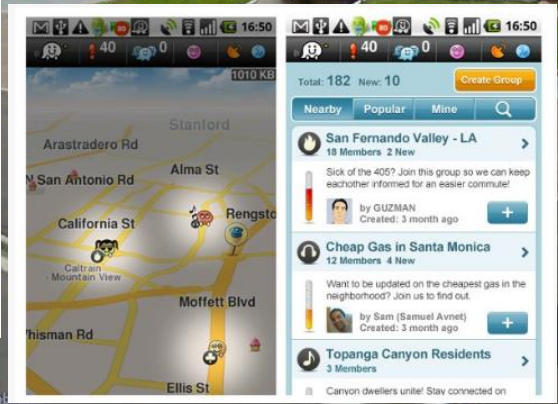 16:50
40
0
1010 KB
Stanford
Arastradero Rd
N San Antonio Rd
Alma St
California St
Rengsto
Caltrain
- Mountain View
Moffett Blvd
Whisman Rd
Ellis St
16:50
40
0
Total: 182 New: 10
Create Group
Nearby
Popular
Mine
San Fernando Valley - LA
18 Members 2 New
Sick of the 405? Join this group so we can keep
eachother informed for an easier commute!
by GUZMAN
Created: 3 month ago
Cheap Gas in Santa Monica
12 Members 4 New
Want to be updated on the cheapest gas in the
neighborhood? Join us to find out.
by Sam (Samuel Avnet)
Created: 3 month ago
Topanga Canyon Residents
3 Members
Canyon dwellers unite! Stay connected on